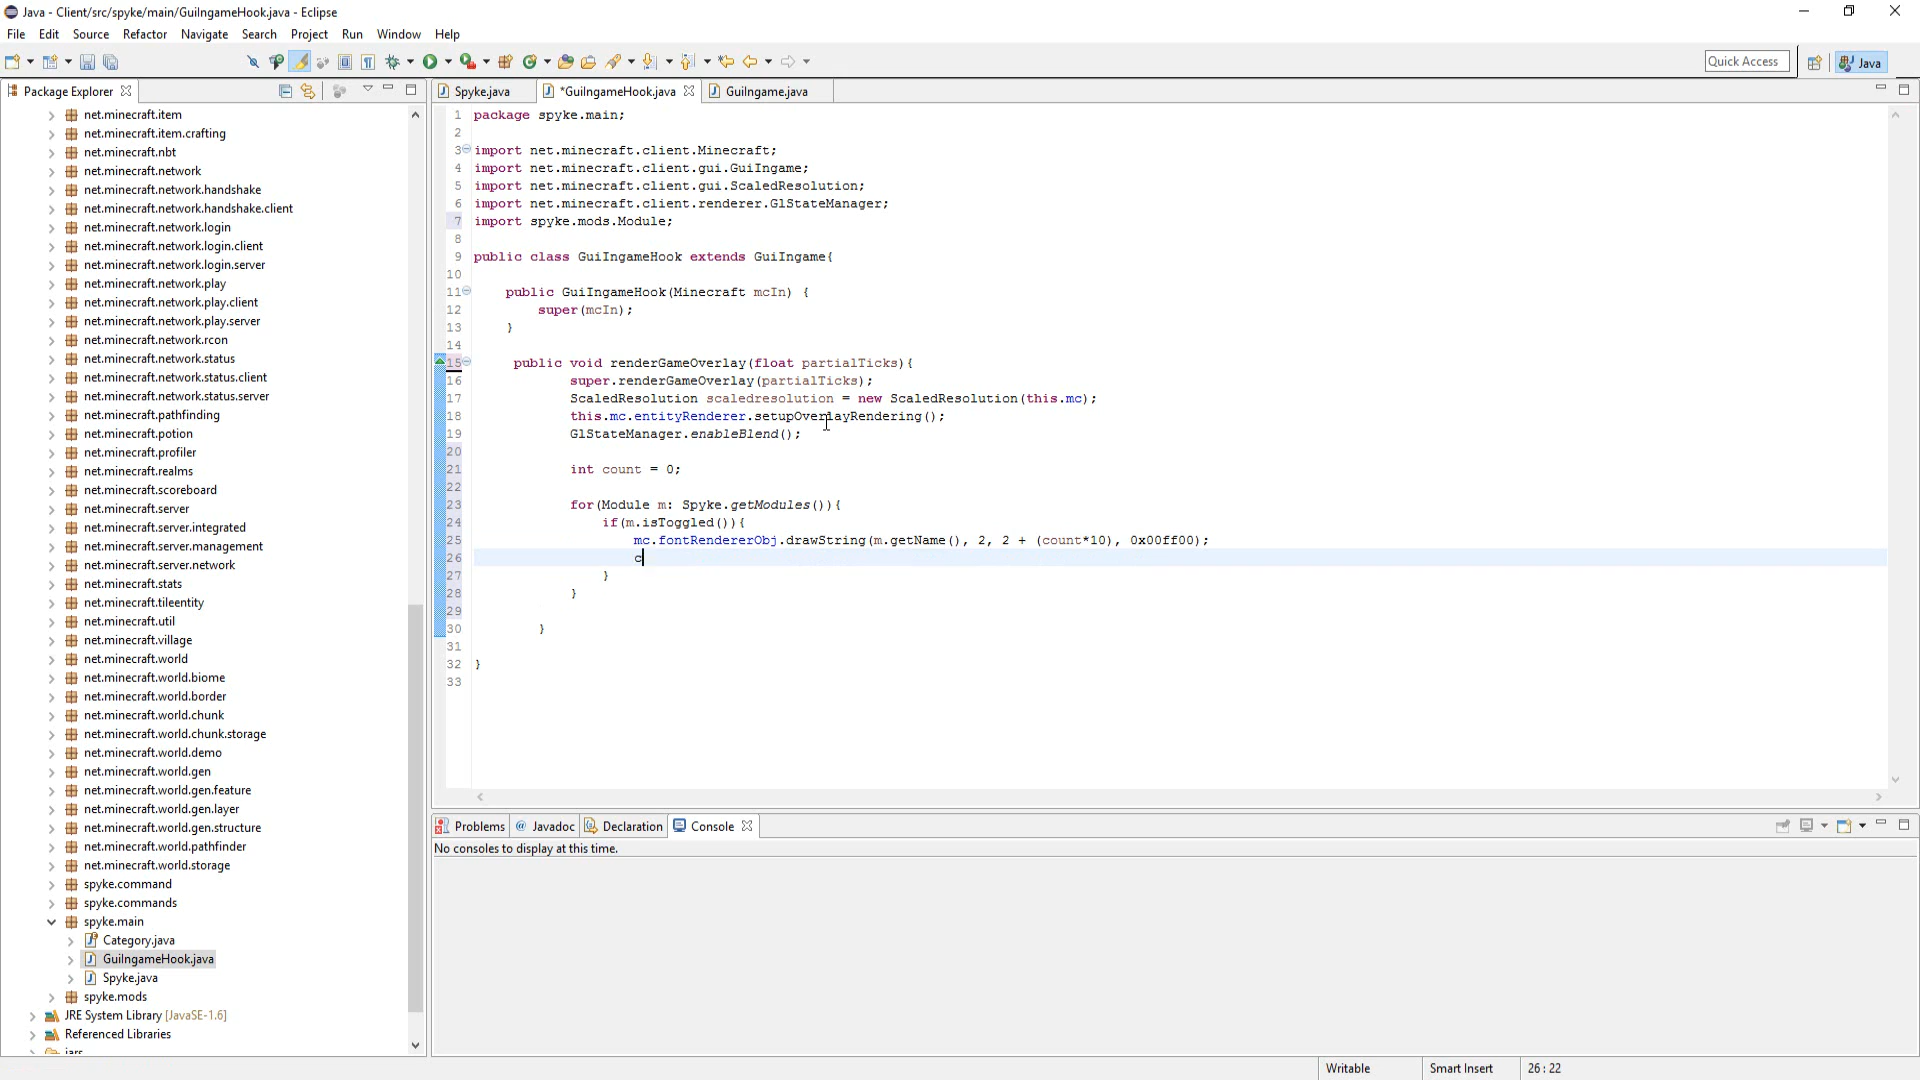 Java - Client/src/spyke/main/GuiIngameHook.java - Eclipse
File Edit Source Refactor Navigate Search Project Run Window Help
Quick Access Java
Package Explorer
Spyke.java *GuiIngameHook.java GuiIngame.java
net.minecraft.item
net.minecraft.item.crafting
net.minecraft.nbt
net.minecraft.network
net.minecraft.network.handshake
net.minecraft.network.handshake.client
net.minecraft.network.login
net.minecraft.network.login.client
net.minecraft.network.login.server
net.minecraft.network.play
net.minecraft.network.play.client
net.minecraft.network.play.server
net.minecraft.network.rcon
net.minecraft.network.status
net.minecraft.network.status.client
net.minecraft.network.status.server
net.minecraft.pathfinding
net.minecraft.potion
net.minecraft.profiler
net.minecraft.realms
net.minecraft.scoreboard
net.minecraft.server
net.minecraft.server.integrated
net.minecraft.server.management
net.minecraft.server.network
net.minecraft.stats
net.minecraft.tileentity
net.minecraft.util
net.minecraft.village
net.minecraft.world
net.minecraft.world.biome
net.minecraft.world.border
net.minecraft.world.chunk
net.minecraft.world.chunk.storage
net.minecraft.world.demo
net.minecraft.world.gen
net.minecraft.world.gen.feature
net.minecraft.world.gen.layer
net.minecraft.world.gen.structure
net.minecraft.world.pathfinder
net.minecraft.world.storage
spyke.command
spyke.commands
spyke.main
Category.java
GuiIngameHook.java
Spyke.java
spyke.mods
JRE System Library [JavaSE-1.6]
Referenced Libraries
jars
1 package spyke.main;
2
3 import net.minecraft.client.Minecraft;
4 import net.minecraft.client.gui.GuiIngame;
5 import net.minecraft.client.gui.ScaledResolution;
6 import net.minecraft.client.renderer.GlStateManager;
7 import spyke.mods.Module;
8
9 public class GuiIngameHook extends GuiIngame{
10
11 public GuiIngameHook(Minecraft mcIn) {
12 super(mcIn);
13 }
14
15 public void renderGameOverlay(float partialTicks){
16 super.renderGameOverlay(partialTicks);
17 ScaledResolution scaledresolution = new ScaledResolution(this.mc);
18 this.mc.entityRenderer.setupOverlayRendering();
19 GlStateManager.enableBlend();
20
21 int count = 0;
22
23 for(Module m: Spyke.getModules()){
24 if(m.isToggled()){
25 mc.fontRendererObj.drawString(m.getName(), 2, 2 + (count*10), 0x00ff00);
26 c
27 }
28 }
29
30 }
31
32 }
33
Problems @ Javadoc Declaration Console
No consoles to display at this time.
Writable Smart Insert 26 : 22